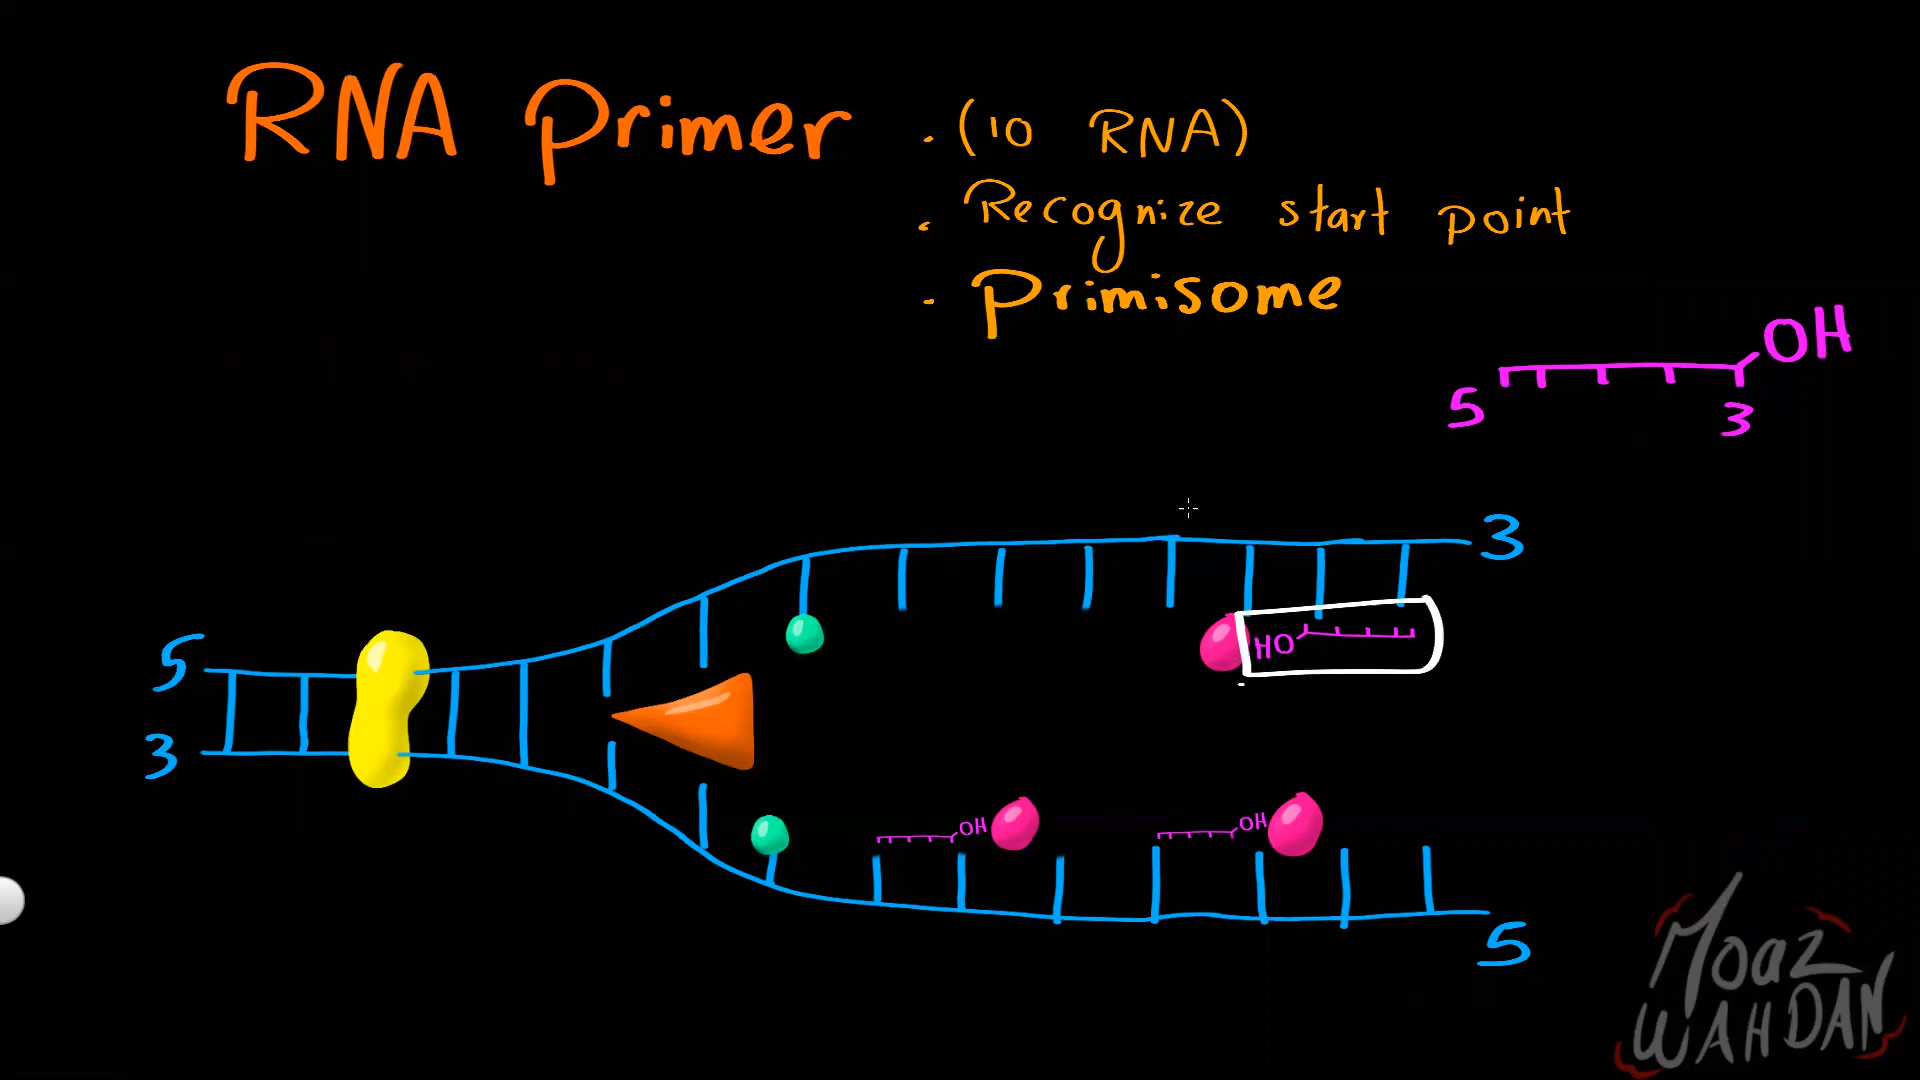 RNA Primer
. (10 RNA)
. Recognize start point
. Primisome
OH
5 3
3
5
HO
3
OH
OH
5
Moaz
WAHDAN